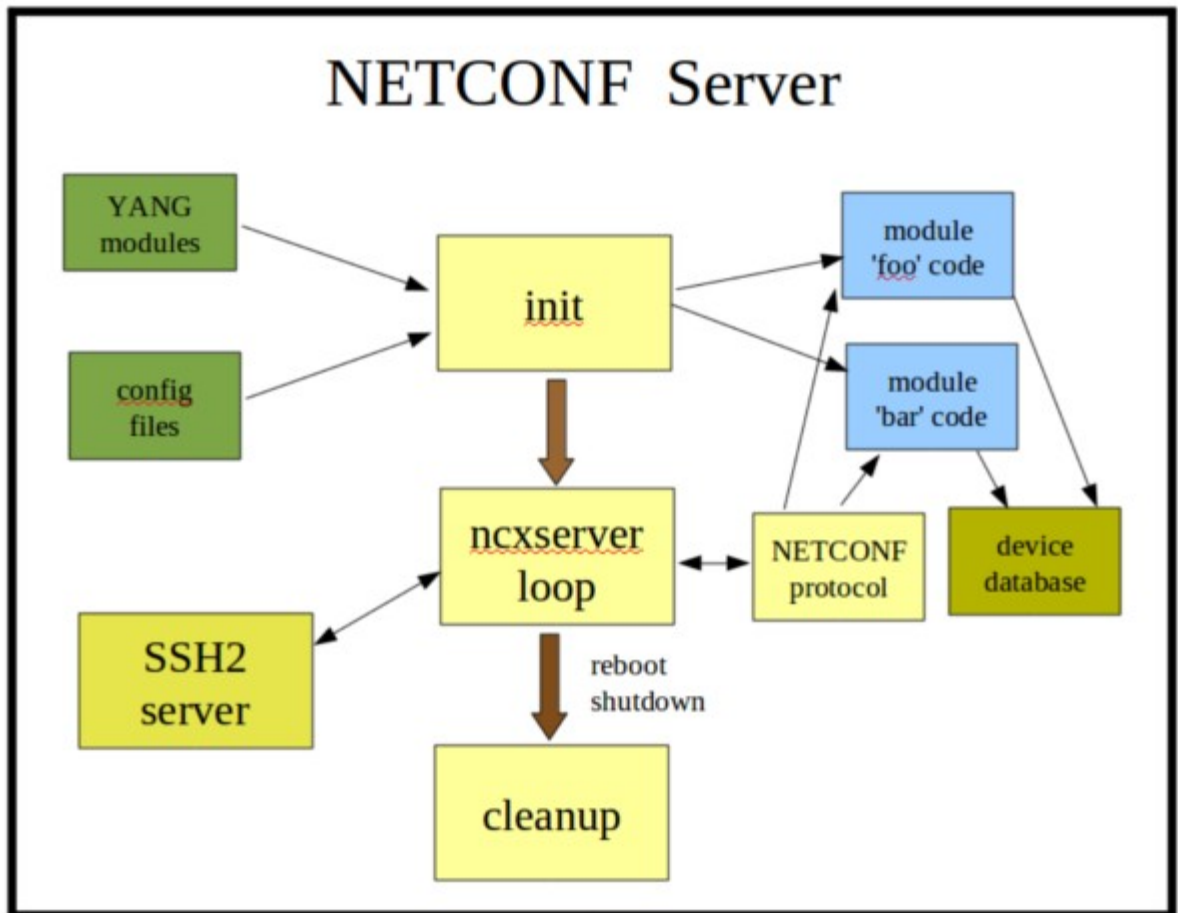 NETCONF Server
YANG
modules
init
module
'foo' code
config
files
module
'bar' code
ncxserver
loop
NETCONF
protocol
device
database
SSH2
server
reboot
shutdown
cleanup